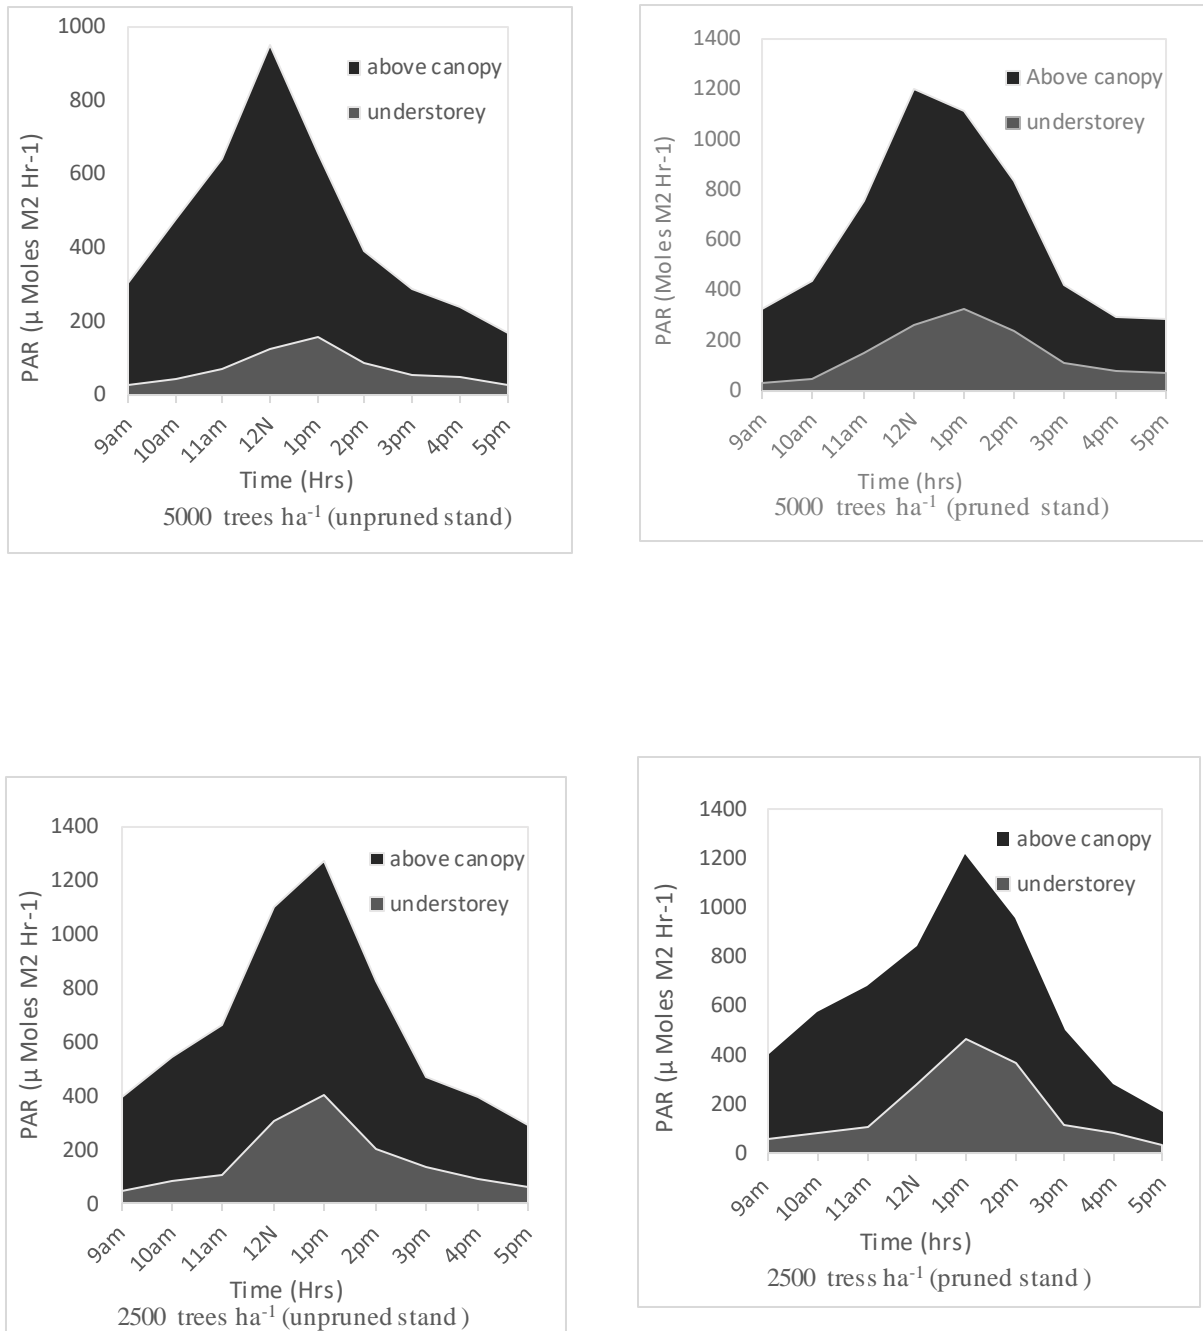 1000
800
600
400
200
0
PAR (µ Moles M2 Hr-1)
above canopy
understorey
9am 10am 11am 12N 1pm 2pm 3pm 4pm 5pm
Time (Hrs)
5000 trees ha-1 (unpruned stand)
1400
1200
1000
800
600
400
200
0
PAR (Moles M2 Hr-1)
Above canopy
understorey
9am 10am 11am 12N 1pm 2pm 3pm 4pm 5pm
Time (hrs)
5000 trees ha-1 (pruned stand)
1400
1200
1000
800
600
400
200
0
PAR (µ Moles M2 Hr-1)
above canopy
understorey
9am 10am 11am 12N 1pm 2pm 3pm 4pm 5pm
Time (Hrs)
2500 trees ha-1 (unpruned stand )
1400
1200
1000
800
600
400
200
0
PAR (µ Moles M2 Hr-1)
above canopy
understorey
9am 10am 11am 12N 1pm 2pm 3pm 4pm 5pm
Time (hrs)
2500 tress ha-1 (pruned stand )